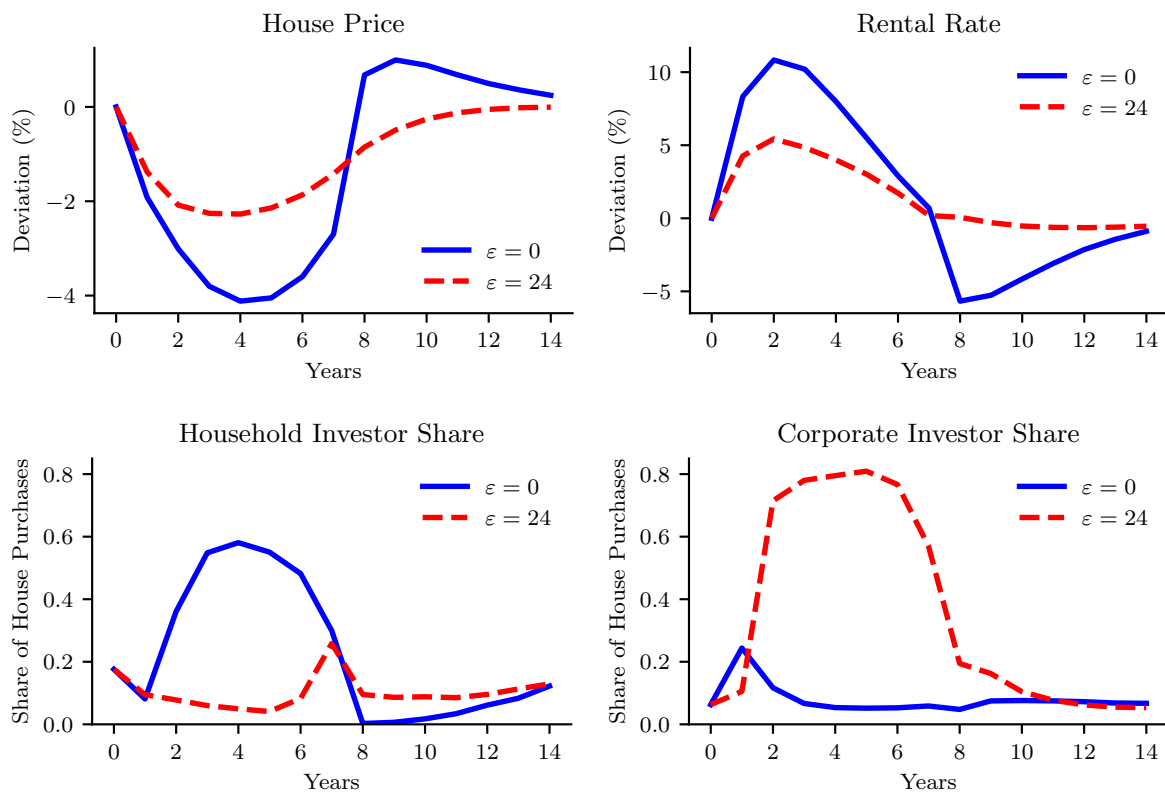 House Price
Deviation (%)
0
−2
−4
ε = 0
ε = 24
0 2 4 6 8 10 12 14
Years
Rental Rate
Deviation (%)
10
5
0
−5
ε = 0
ε = 24
0 2 4 6 8 10 12 14
Years
Household Investor Share
Share of House Purchases
0.8
0.6
0.4
0.2
0.0
ε = 0
ε = 24
0 2 4 6 8 10 12 14
Years
Corporate Investor Share
Share of House Purchases
0.8
0.6
0.4
0.2
0.0
ε = 0
ε = 24
0 2 4 6 8 10 12 14
Years